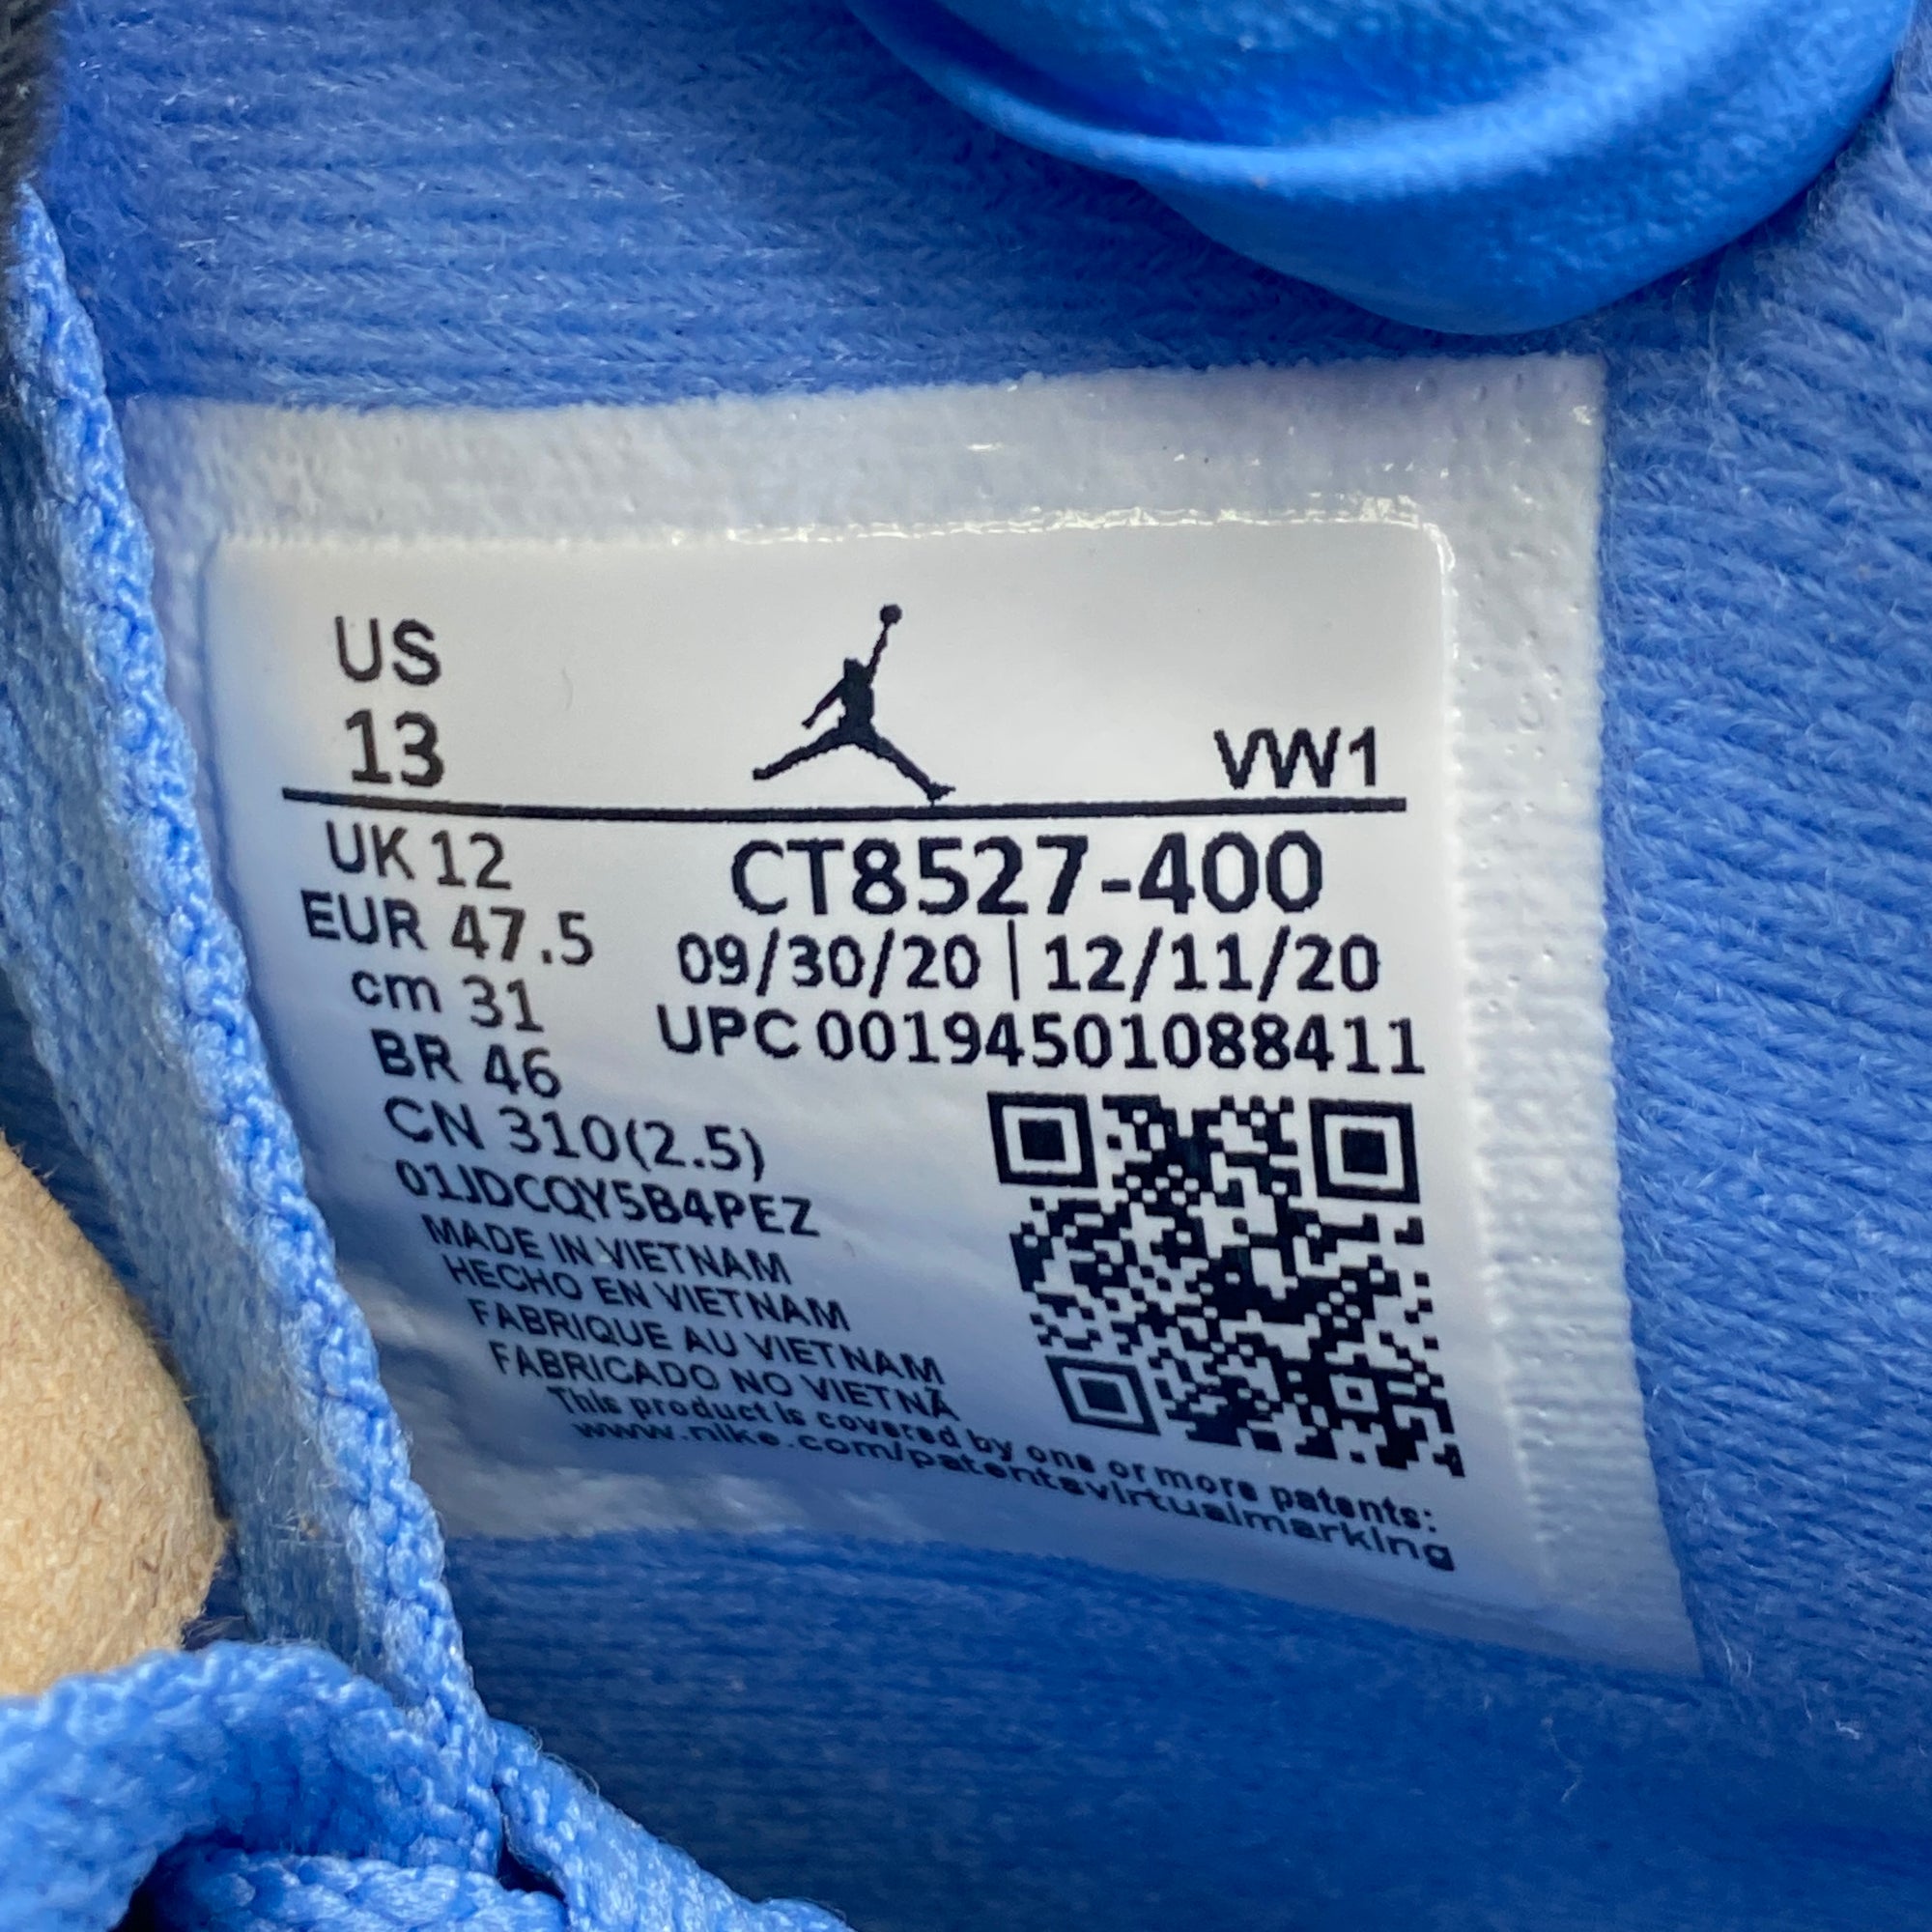 US
13
VW1
UK 12
EUR 47.5
cm 31
BR 46
CN 310(2.5)
CT8527-400
09/30/20 | 12/11/20
UPC 00194501088411
01JDCQY5B4PEZ
MADE IN VIETNAM
HECHO EN VIETNAM
FABRIQUE AU VIETNAM
FABRICADO NO VIETNÃ
This product is covered by one or more patents:
www.nike.com/patentsvirtualmarking